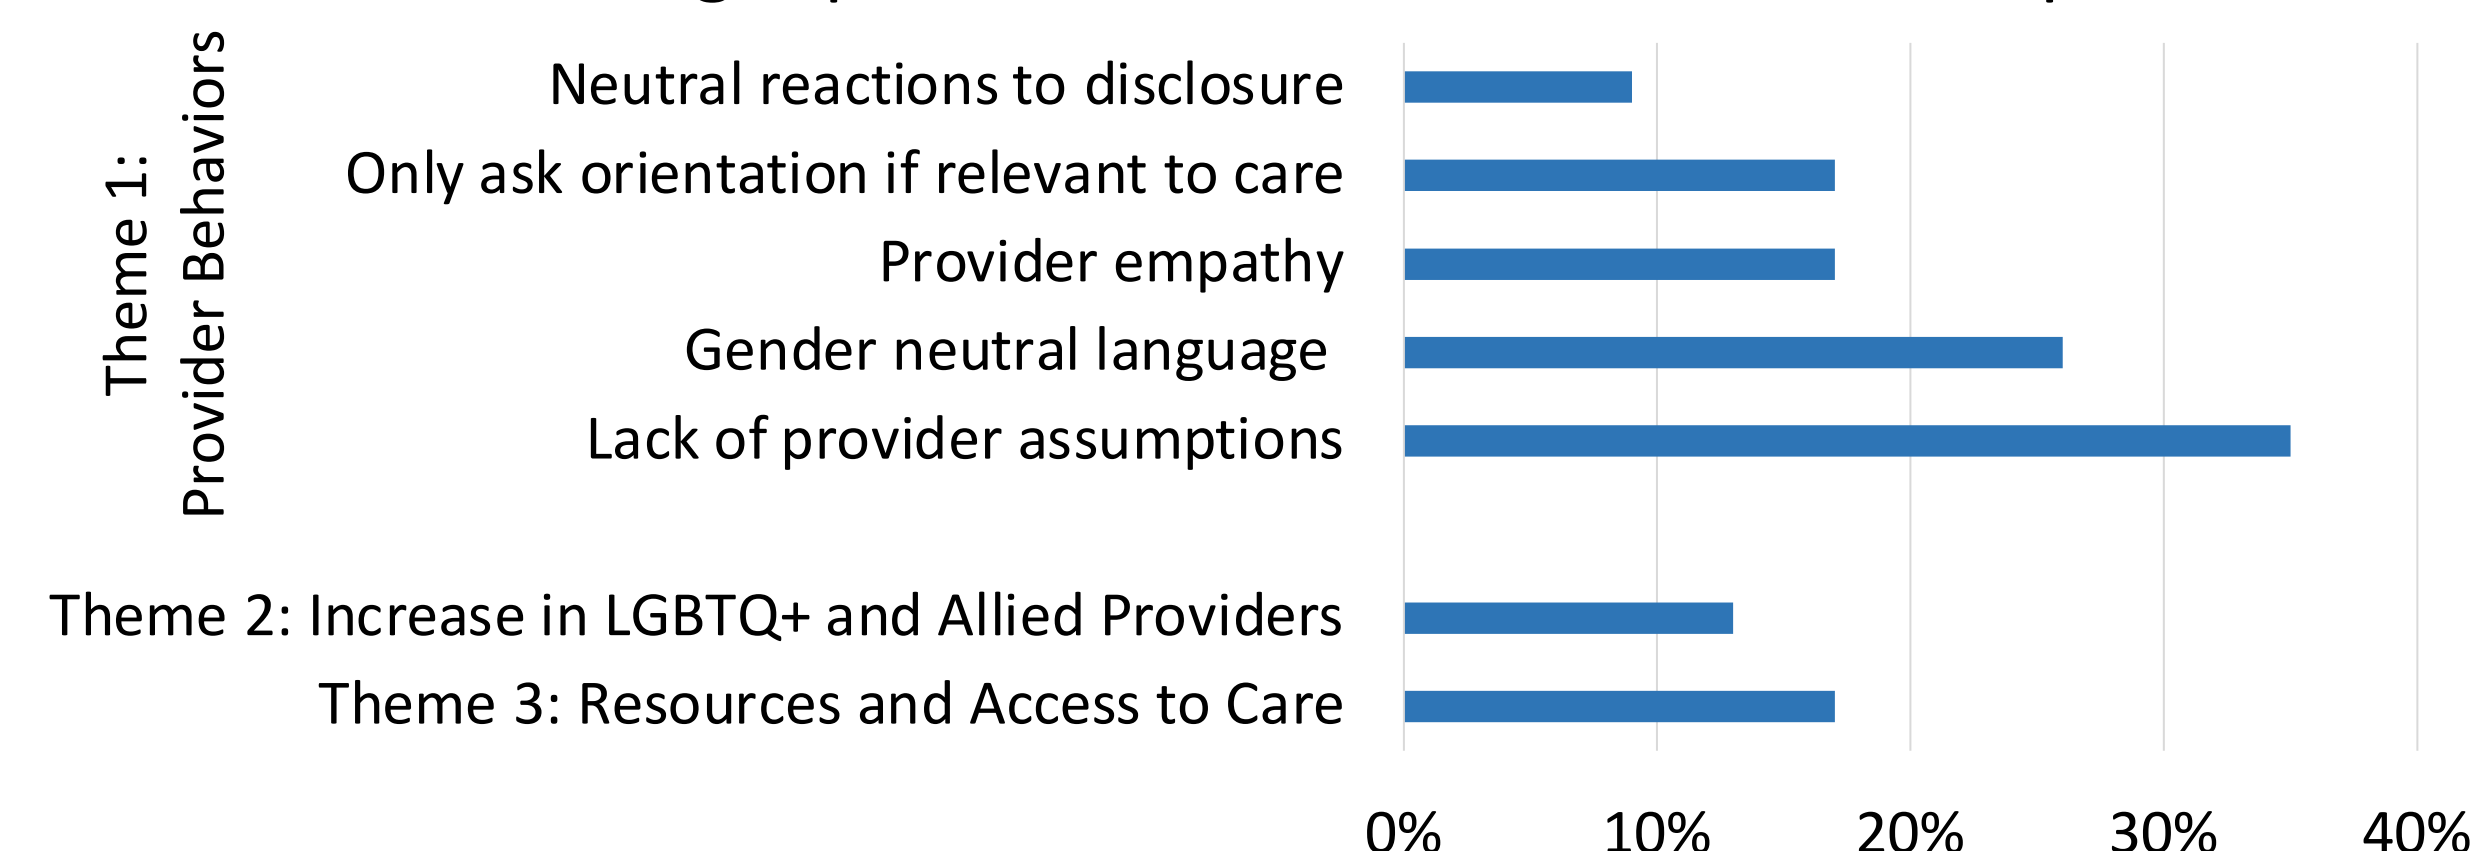 Theme 1:
Provider Behaviors
Neutral reactions to disclosure
Only ask orientation if relevant to care
Provider empathy
Gender neutral language
Lack of provider assumptions
Theme 2: Increase in LGBTQ+ and Allied Providers
Theme 3: Resources and Access to Care
0% 10% 20% 30% 40%